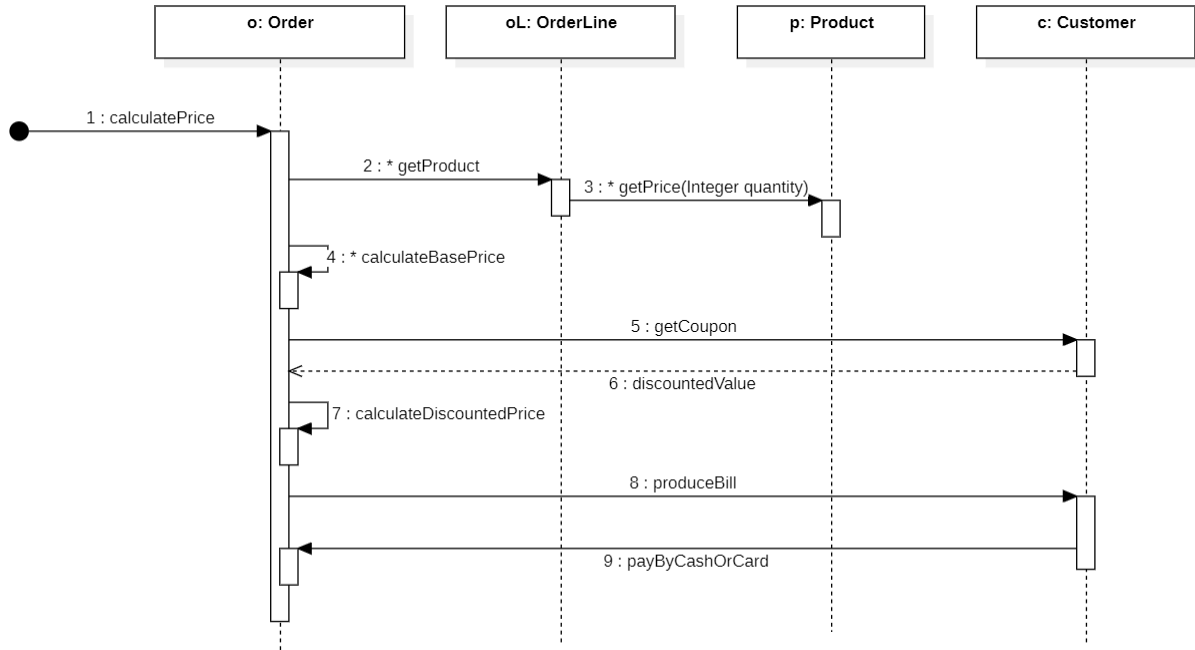 o: Order
oL: OrderLine
p: Product
c: Customer
1 : calculatePrice
2 : * getProduct
3 : * getPrice(Integer quantity)
4 : * calculateBasePrice
5 : getCoupon
6 : discountedValue
7 : calculateDiscountedPrice
8 : produceBill
9 : payByCashOrCard